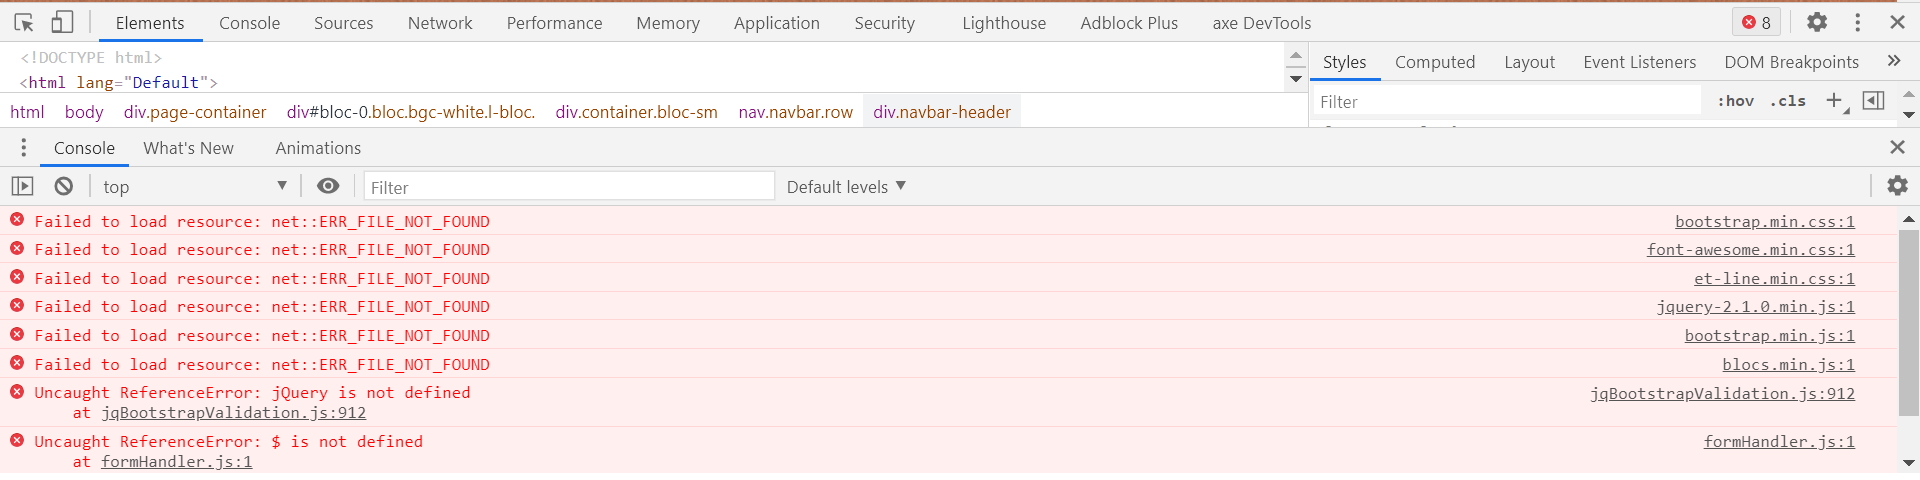 Elements Console Sources Network Performance Memory Application Security Lighthouse Adblock Plus axe DevTools 8
<!DOCTYPE html>
<html lang="Default">
Styles Computed Layout Event Listeners DOM Breakpoints »
html body div.page-container div#bloc-0.bloc.bgc-white.l-bloc. div.container.bloc-sm nav.navbar.row div.navbar-header
Filter :hov .cls
Console What's New Animations
top Filter Default levels
Failed to load resource: net::ERR_FILE_NOT_FOUND bootstrap.min.css:1
Failed to load resource: net::ERR_FILE_NOT_FOUND font-awesome.min.css:1
Failed to load resource: net::ERR_FILE_NOT_FOUND et-line.min.css:1
Failed to load resource: net::ERR_FILE_NOT_FOUND jquery-2.1.0.min.js:1
Failed to load resource: net::ERR_FILE_NOT_FOUND bootstrap.min.js:1
Failed to load resource: net::ERR_FILE_NOT_FOUND blocs.min.js:1
Uncaught ReferenceError: jQuery is not defined jqBootstrapValidation.js:912
at jqBootstrapValidation.js:912
Uncaught ReferenceError: $ is not defined formHandler.js:1
at formHandler.js:1